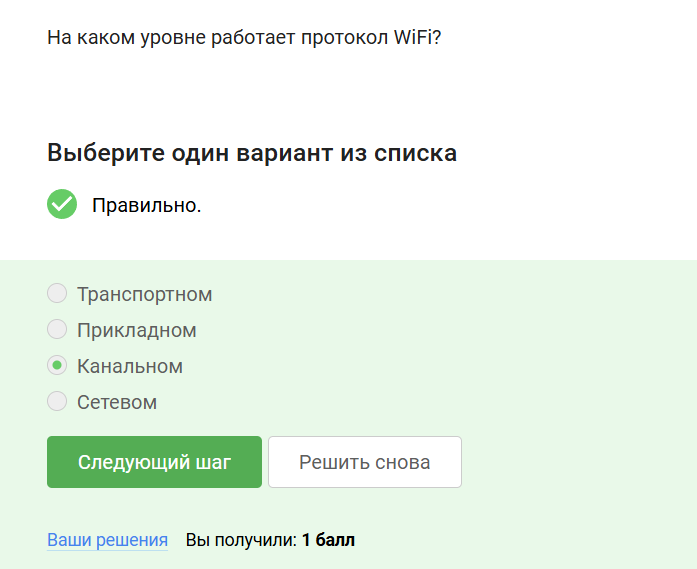 На каком уровне работает протокол WiFi?
Выберите один вариант из списка
Правильно.
Транспортном
Прикладном
Канальном
Сетевом
Следующий шаг Решить снова
Ваши решения Вы получили: 1 балл